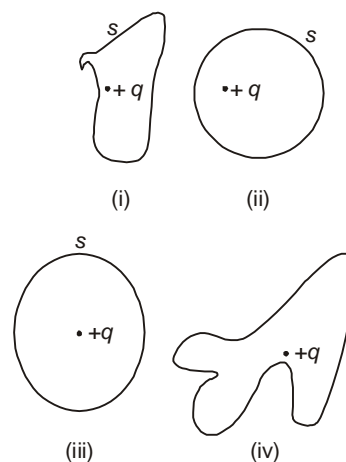 s
+ q
(i)
s
+ q
(ii)
s
+q
(iii)
+q
(iv)